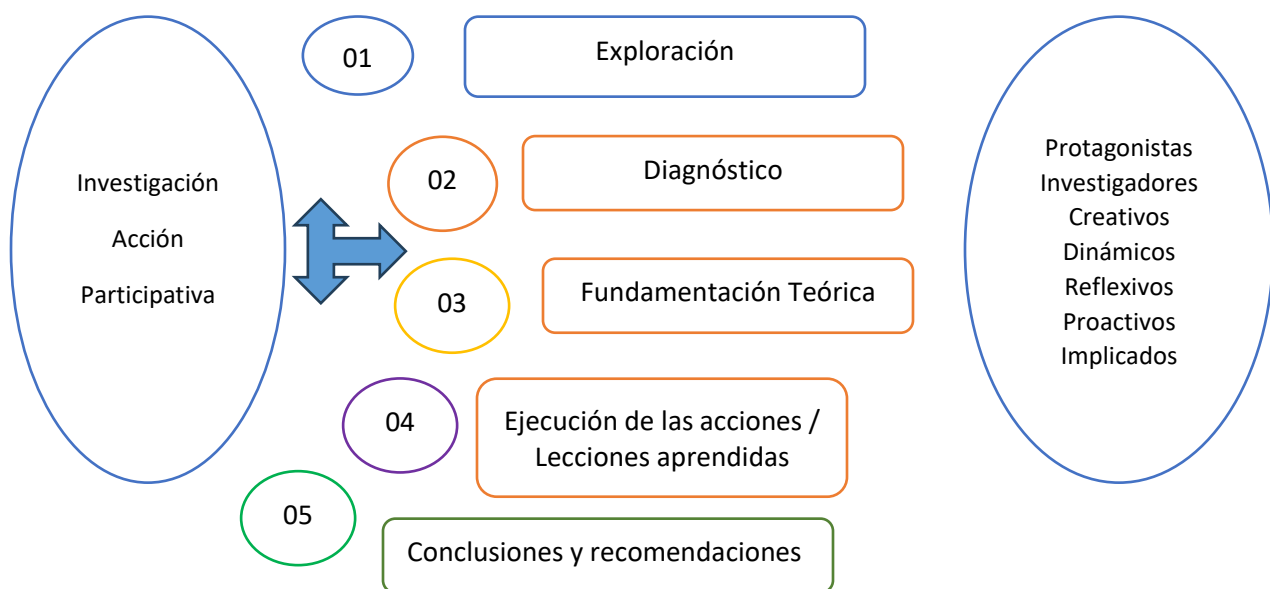 Investigación
Acción
Participativa
01
Exploración
02
Diagnóstico
03
Fundamentación Teórica
04
Ejecución de las acciones /
Lecciones aprendidas
05
Conclusiones y recomendaciones
Protagonistas
Investigadores
Creativos
Dinámicos
Reflexivos
Proactivos
Implicados